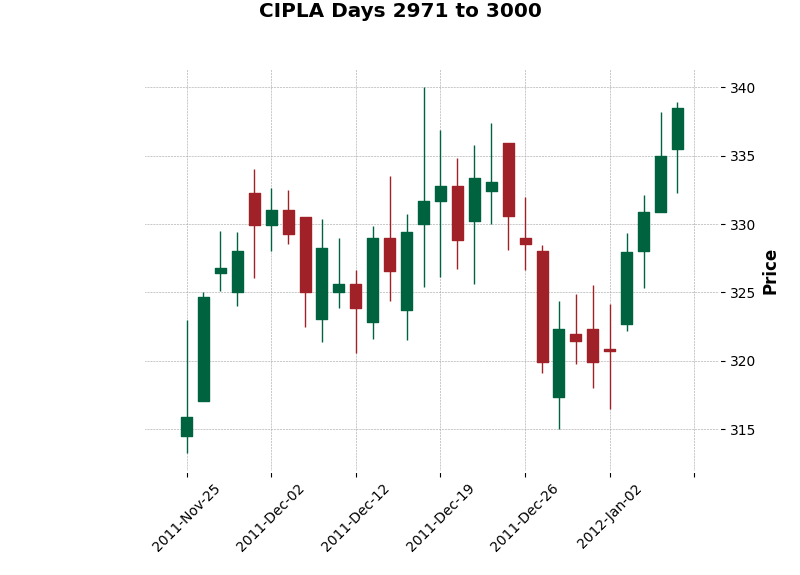 CIPLA Days 2971 to 3000
340
335
330
325
320
315
Price
2011-Nov-25
2011-Dec-02
2011-Dec-12
2011-Dec-19
2011-Dec-26
2012-Jan-02